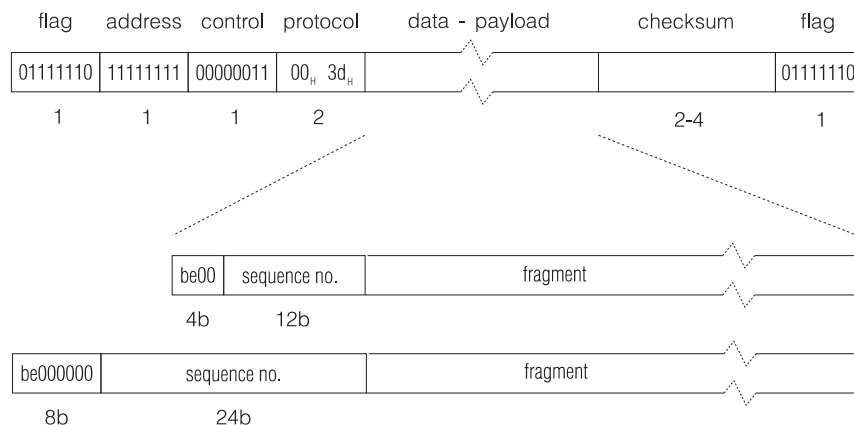 flag address control protocol data - payload checksum flag
01111110 11111111 00000011 00H 3dH 01111110
1 1 1 2 2-4 1
be00 sequence no. fragment
4b 12b
be000000 sequence no. fragment
8b 24b